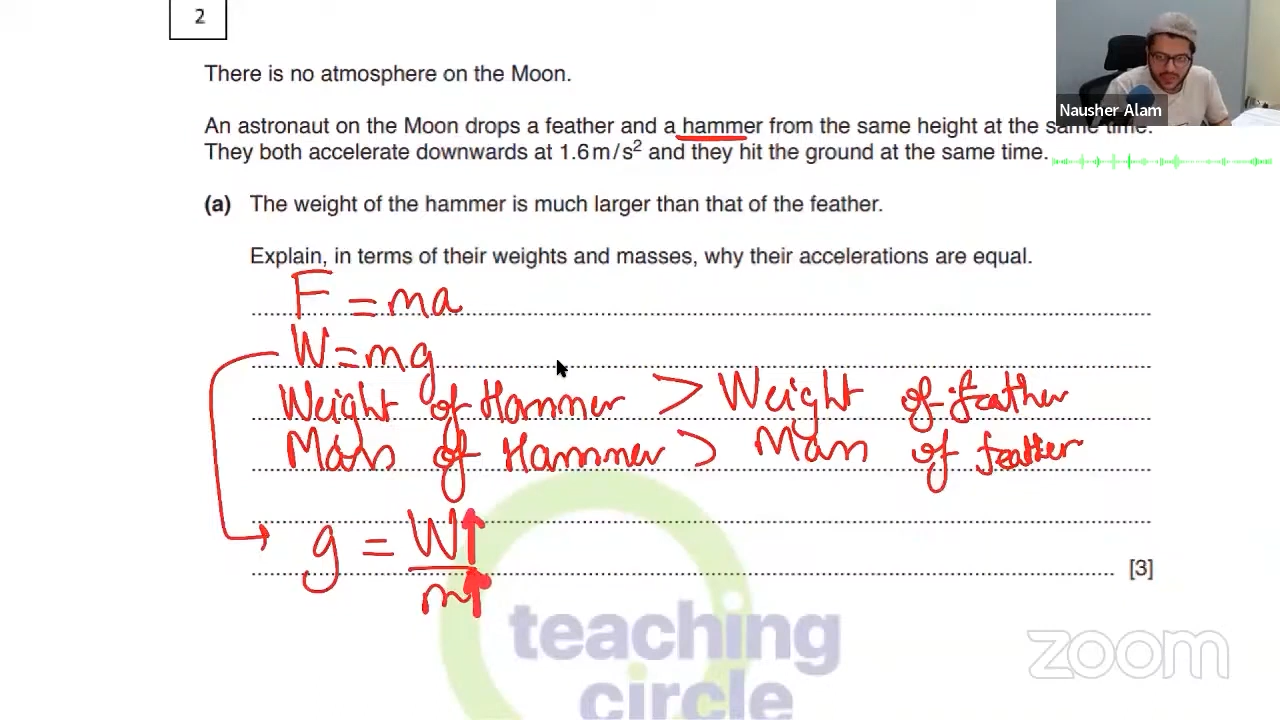 2
There is no atmosphere on the Moon.
An astronaut on the Moon drops a feather and a hammer from the same height at the same time.
They both accelerate downwards at 1.6 m/s² and they hit the ground at the same time.
Nausher Alam
(a) The weight of the hammer is much larger than that of the feather.
Explain, in terms of their weights and masses, why their accelerations are equal.
F = ma
W = mg
Weight of Hammer > Weight of feather
Mass of Hammer > Mass of feather
g = W↑
m↑
[3]
teaching
circle
zoom